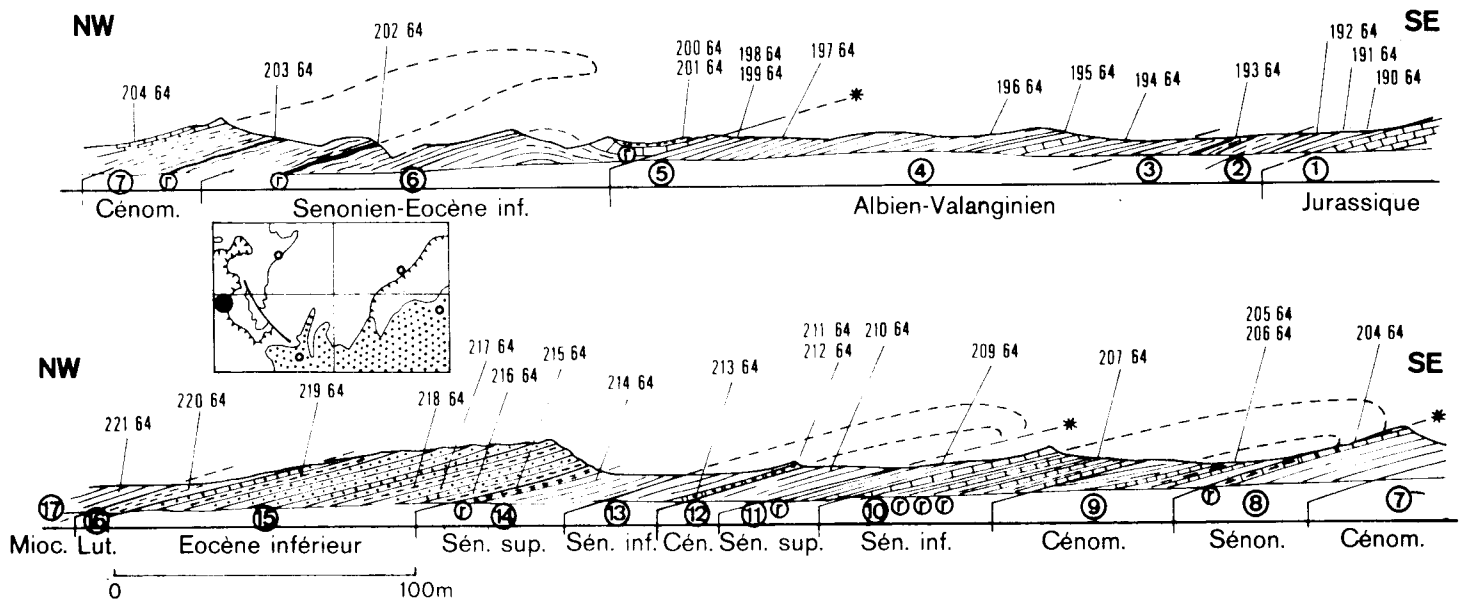 NW
SE
202 64
203 64
204 64
200 64
201 64
198 64
199 64
197 64
196 64
195 64
194 64
193 64
192 64
191 64
190 64
7 r r 6 r 5 4 3 2 1
Cénom.
Senonien-Eocène inf.
Albien-Valanginien
Jurassique
NW
SE
221 64
220 64
219 64
218 64
217 64
216 64
215 64
214 64
213 64
211 64
212 64
210 64
209 64
207 64
205 64
206 64
204 64
17 16 15 r 14 13 12 11 r 10 r r r 9 r 8 7
Mioc. Lut. Eocène inférieur Sén. sup. Sén. inf. Cén. Sén. sup. Sén. inf. Cénom. Sénon. Cénom.
0 100m